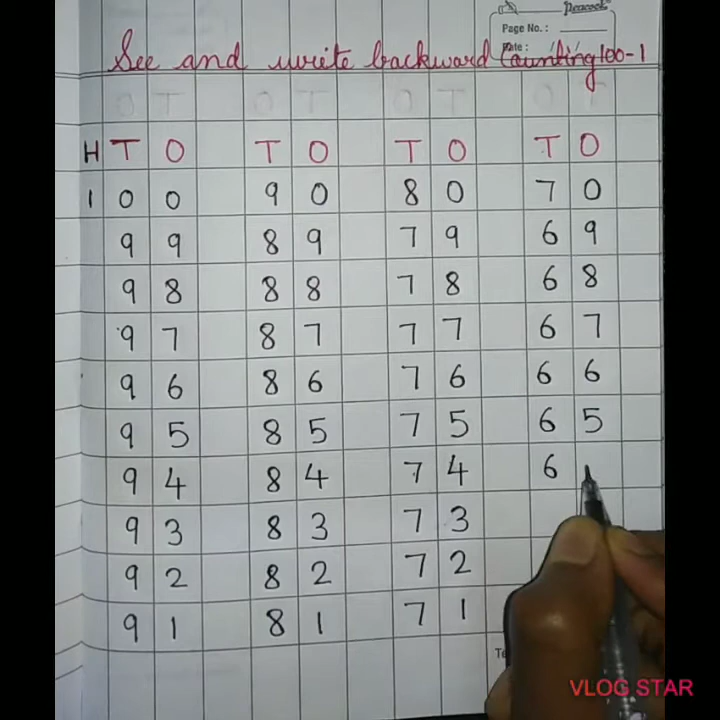 Peacock
Page No.:
Date:
See and write backward Counting 100-1
H T O T O T O T O
1 0 0 9 0 8 0 7 0
9 9 8 9 7 9 6 9
9 8 8 8 7 8 6 8
9 7 8 7 7 7 6 7
9 6 8 6 7 6 6 6
9 5 8 5 7 5 6 5
9 4 8 4 7 4 6
9 3 8 3 7 3
9 2 8 2 7 2
9 1 8 1 7 1
VLOG STAR